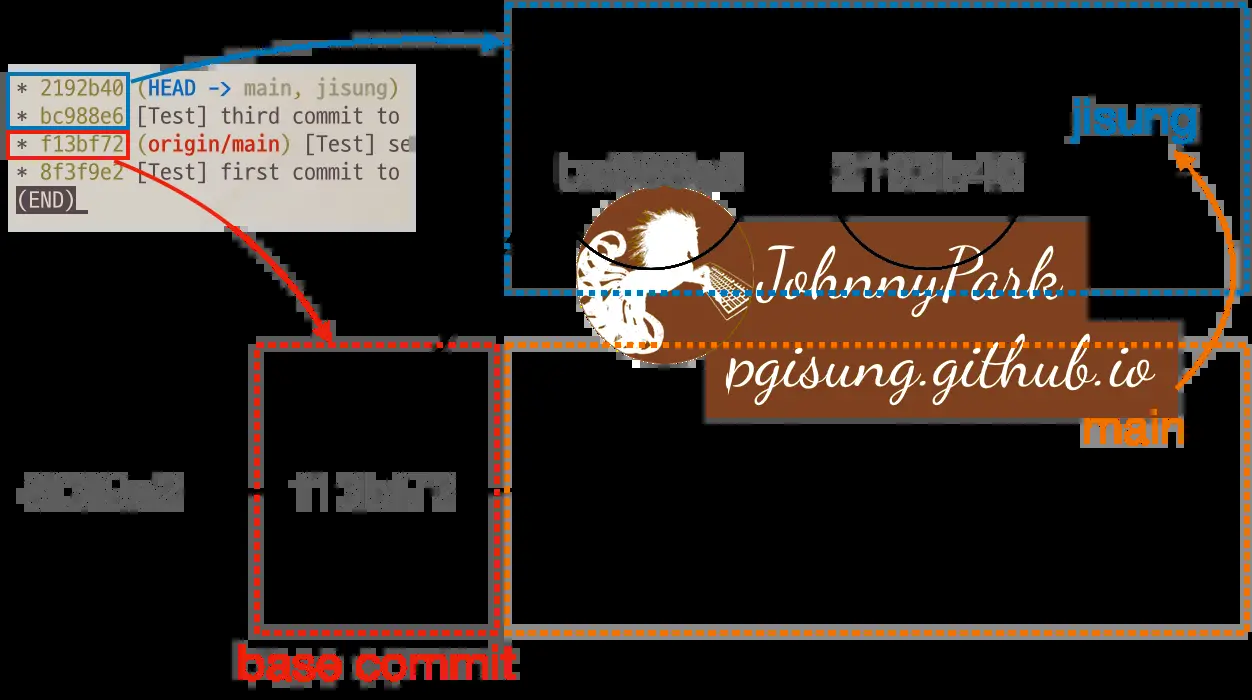 * 2192b40 (HEAD -> main, jisung)
* bc988e6 [Test] third commit to
* f13bf72 (origin/main) [Test] se
* 8f3f9e2 [Test] first commit to
(END)
jisung
bc988e6 2192b40
JohnnyPark
pgisung.github.io
main
f13bf72
base commit